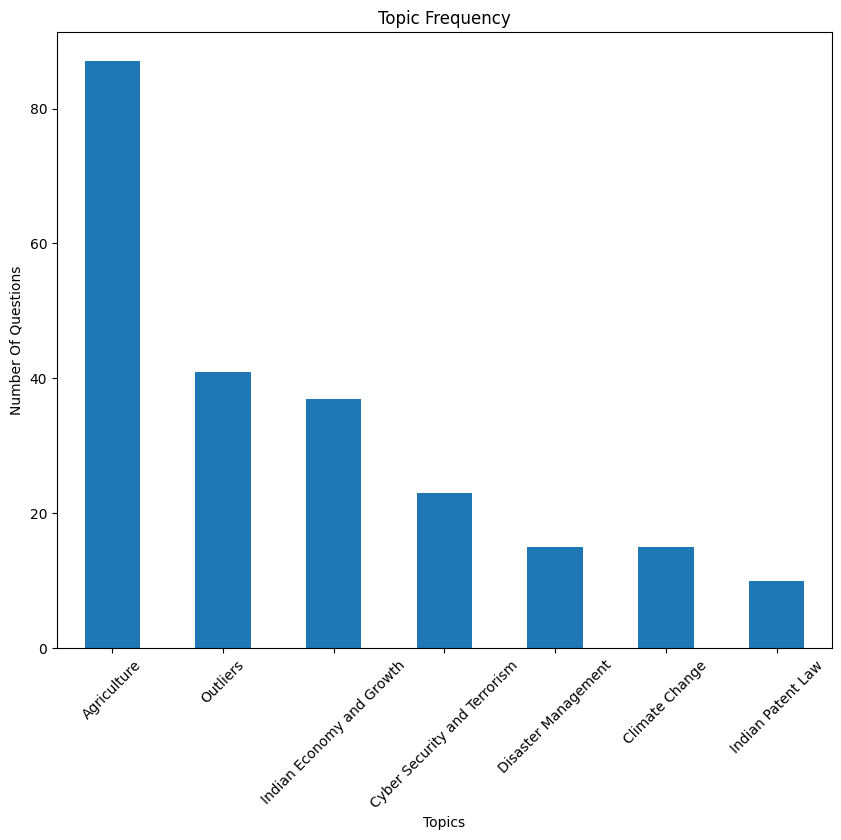 Topic Frequency
Number Of Questions
80
60
40
20
0
Agriculture
Outliers
Indian Economy and Growth
Cyber Security and Terrorism
Disaster Management
Climate Change
Indian Patent Law
Topics